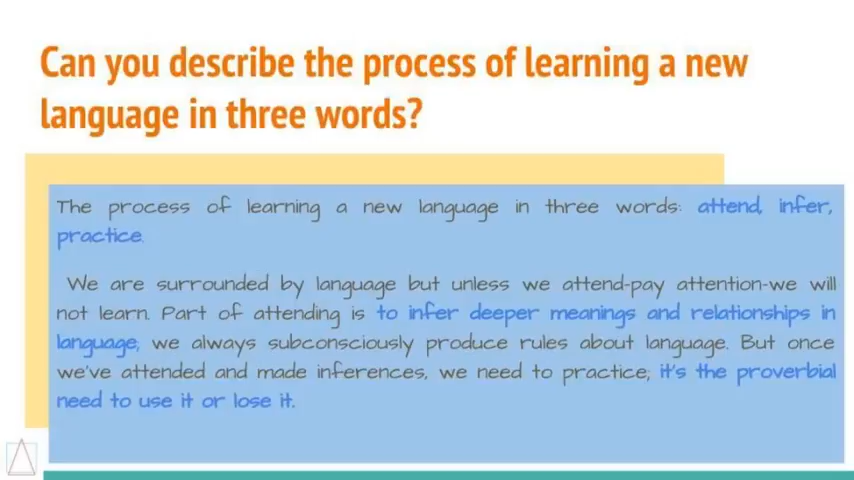 Can you describe the process of learning a new
language in three words?
The process of learning a new language in three words: attend, infer,
practice.
We are surrounded by language but unless we attend-pay attention-we will
not learn. Part of attending is to infer deeper meanings and relationships in
language; we always subconsciously produce rules about language. But once
we've attended and made inferences, we need to practice; it's the proverbial
need to use it or lose it.